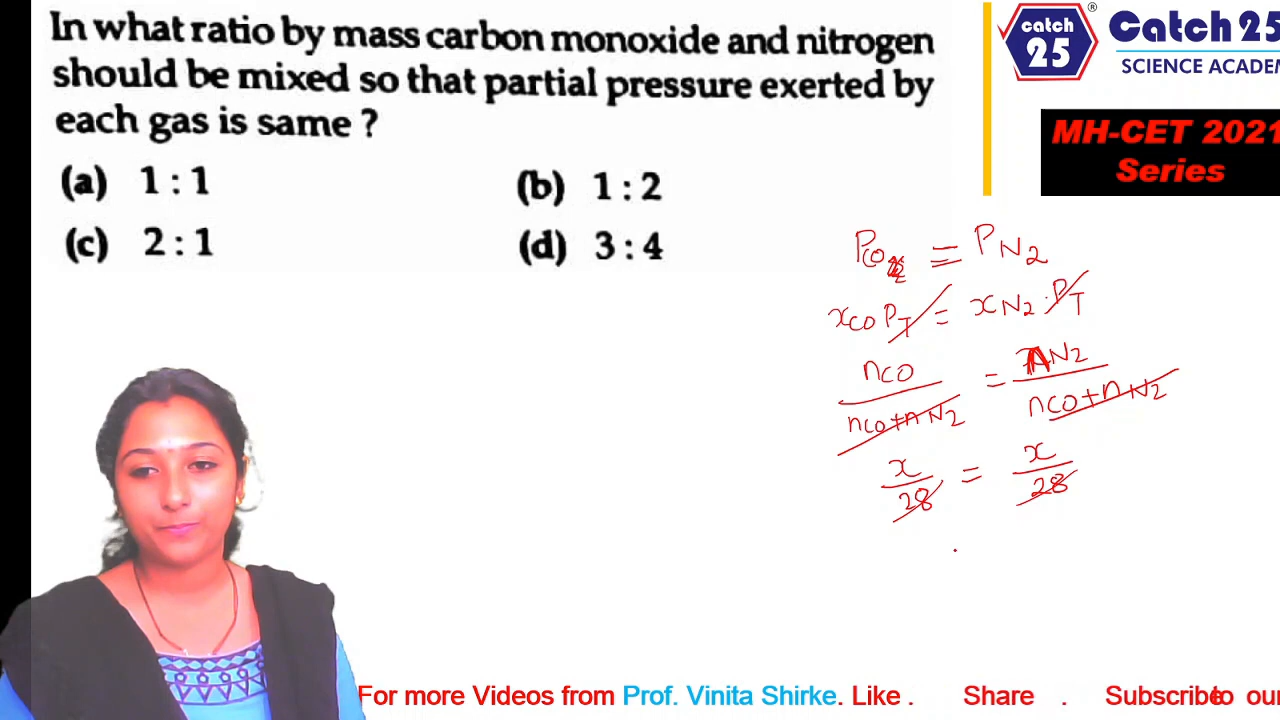 In what ratio by mass carbon monoxide and nitrogen
should be mixed so that partial pressure exerted by
each gas is same ?
(a) 1 : 1
(b) 1 : 2
(c) 2 : 1
(d) 3 : 4
catch
25
®
Catch 25
SCIENCE ACADEM
MH-CET 2021
Series
PCO = PN2
xCO PT = xN2 . PT
nCO / nCO+nN2 = nN2 / nCO+nN2
x / 28 = x / 28
For more Videos from Prof. Vinita Shirke. Like . Share . Subscribe to our